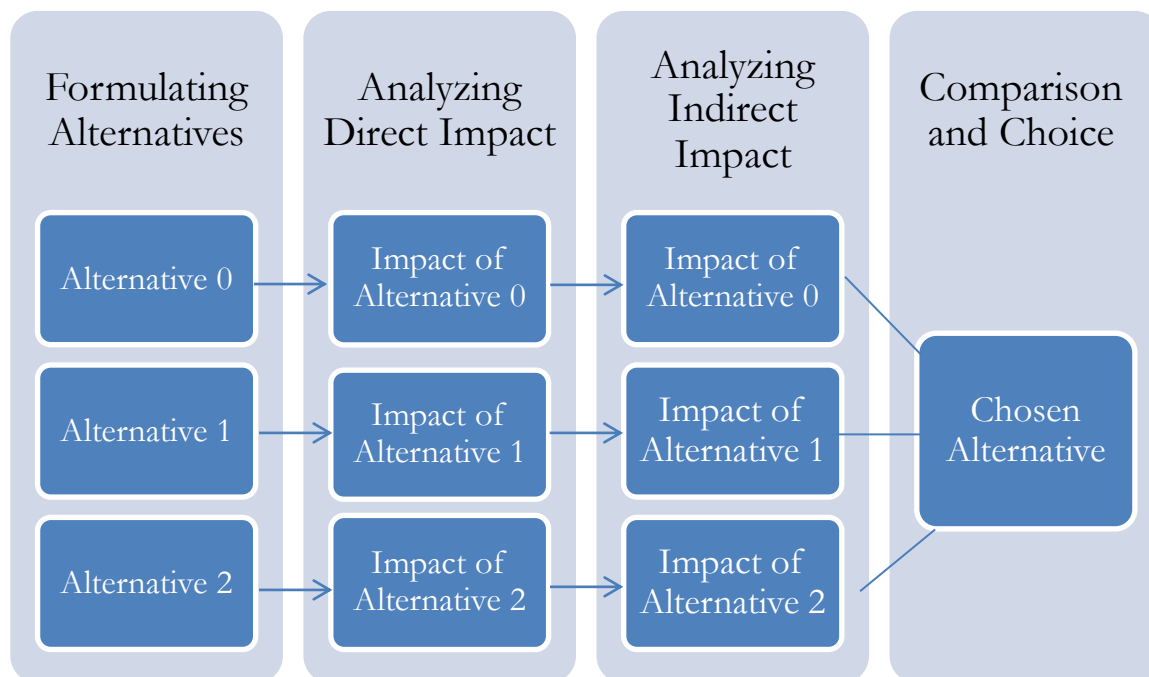 Formulating
Alternatives
Alternative 0
Alternative 1
Alternative 2
Analyzing
Direct Impact
Impact of
Alternative 0
Impact of
Alternative 1
Impact of
Alternative 2
Analyzing
Indirect
Impact
Impact of
Alternative 0
Impact of
Alternative 1
Impact of
Alternative 2
Comparison
and Choice
Chosen
Alternative